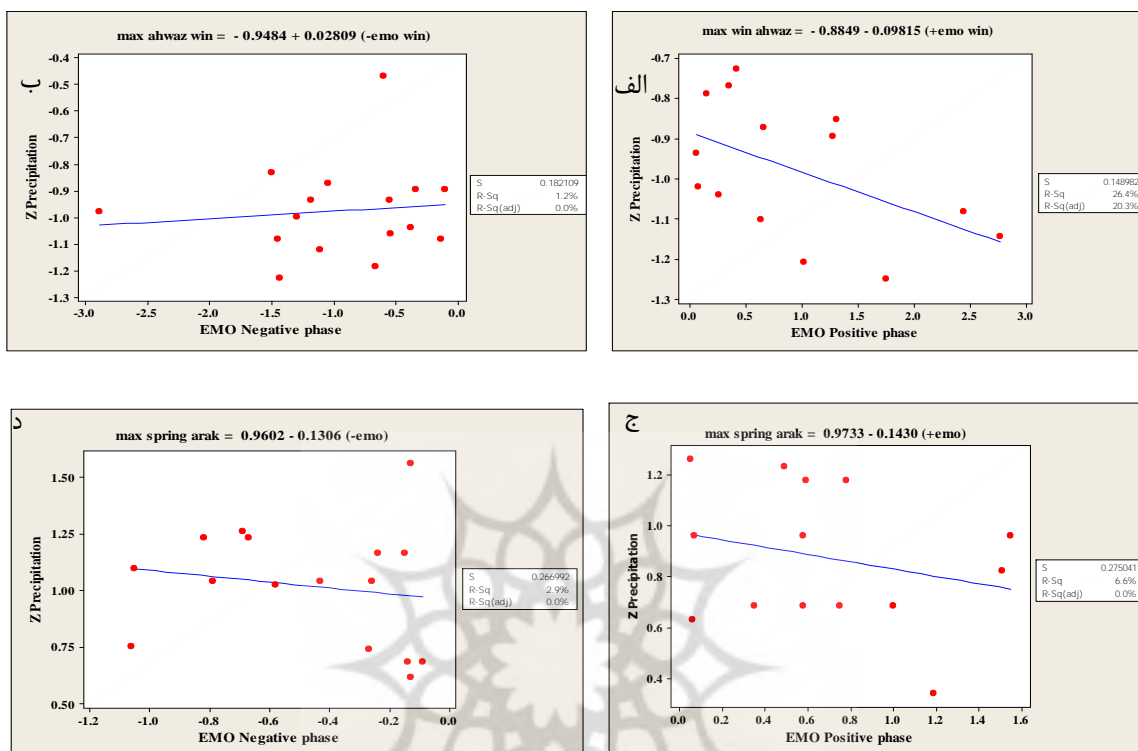 max ahwaz win = - 0.9484 + 0.02809 (-emo win)
ب
Z Precipitation
-0.4
-0.5
-0.6
-0.7
-0.8
-0.9
-1.0
-1.1
-1.2
-1.3
-3.0 -2.5 -2.0 -1.5 -1.0 -0.5 0.0
EMO Negative phase
S 0.182109
R-Sq 1.2%
R-Sq(adj) 0.0%
max win ahwaz = - 0.8849 - 0.09815 (+emo win)
الف
Z Precipitation
-0.7
-0.8
-0.9
-1.0
-1.1
-1.2
-1.3
0.0 0.5 1.0 1.5 2.0 2.5 3.0
EMO Positive phase
S 0.148982
R-Sq 26.4%
R-Sq(adj) 20.3%
د
max spring arak = 0.9602 - 0.1306 (-emo)
Z Precipitation
1.50
1.25
1.00
0.75
0.50
-1.2 -1.0 -0.8 -0.6 -0.4 -0.2 0.0
EMO Negative phase
S 0.266992
R-Sq 2.9%
R-Sq(adj) 0.0%
ج
max spring arak = 0.9733 - 0.1430 (+emo)
Z Precipitation
1.2
1.0
0.8
0.6
0.4
0.0 0.2 0.4 0.6 0.8 1.0 1.2 1.4 1.6
EMO Positive phase
S 0.275041
R-Sq 6.6%
R-Sq(adj) 0.0%